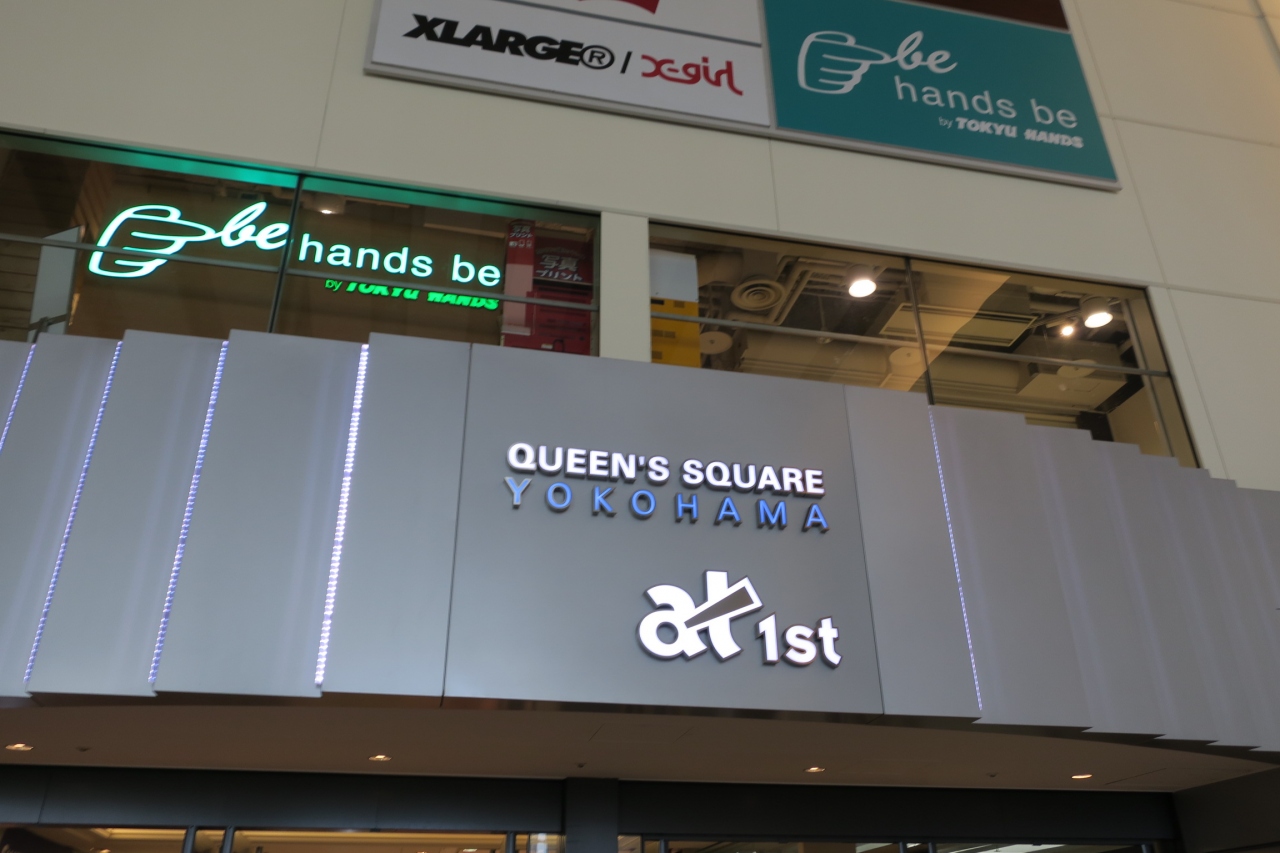 XLARGE® / X-girl
be
hands be
by TOKYU HANDS
be
hands be
by TOKYU HANDS
写真
プリント
QUEEN'S SQUARE
YOKOHAMA
at 1st